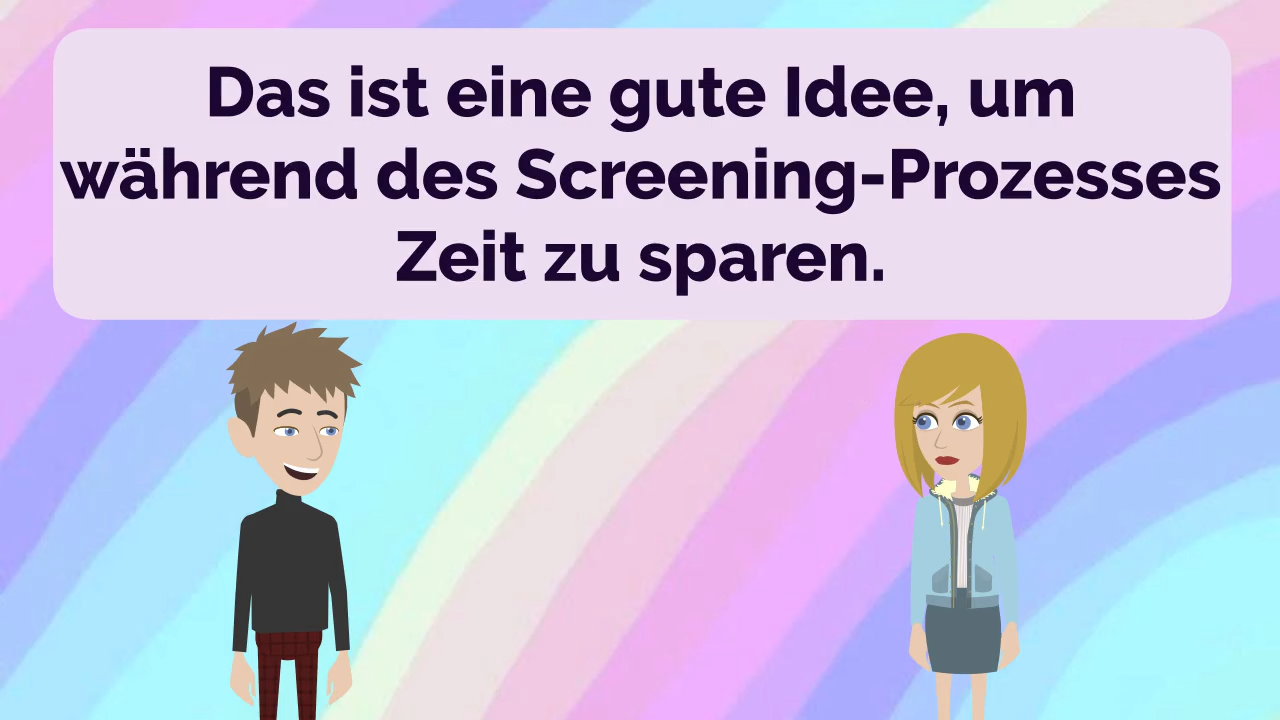 Das ist eine gute Idee, um
während des Screening-Prozesses
Zeit zu sparen.